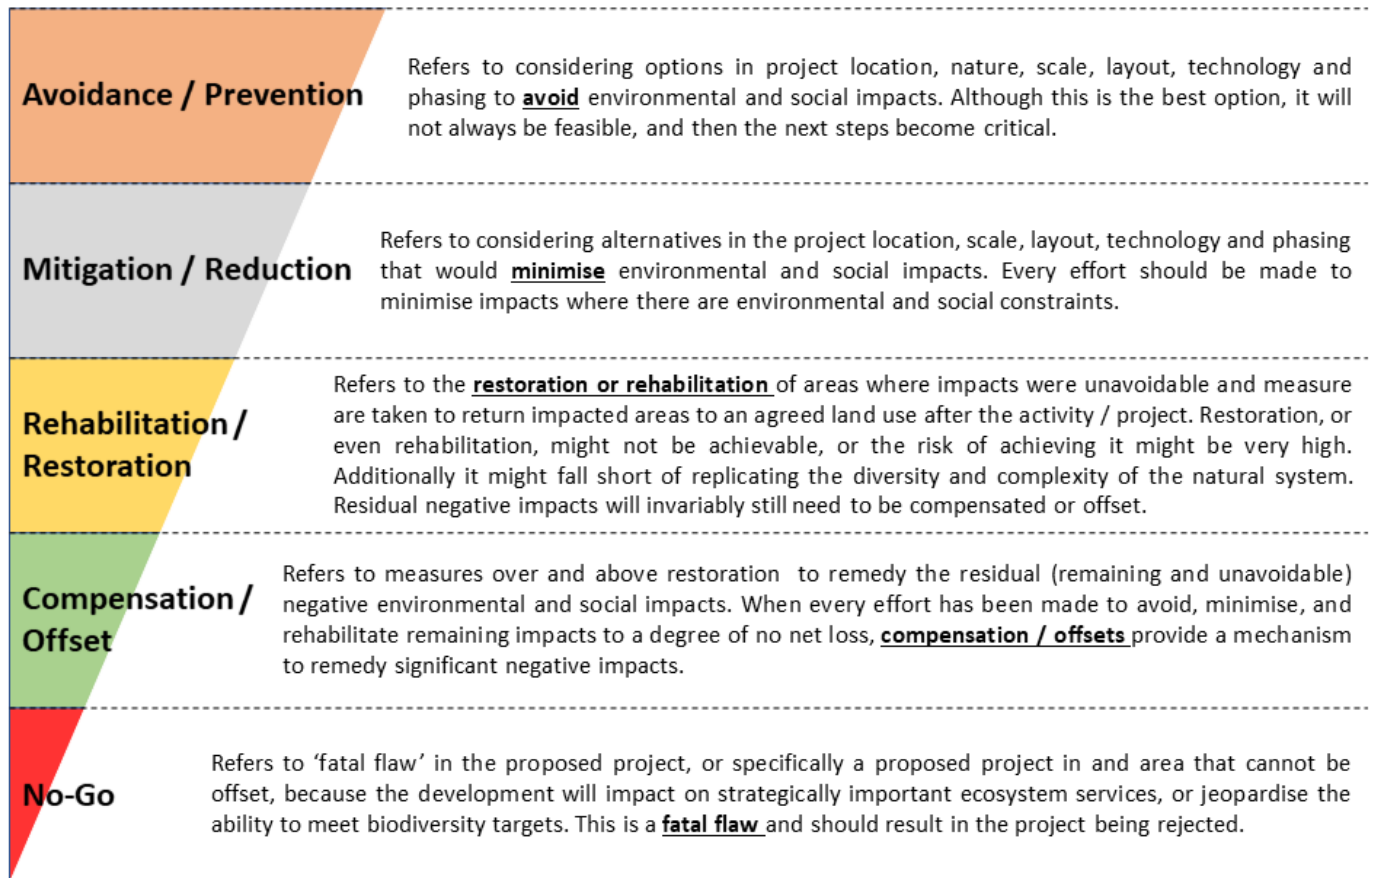 Avoidance / Prevention
Refers to considering options in project location, nature, scale, layout, technology and
phasing to avoid environmental and social impacts. Although this is the best option, it will
not always be feasible, and then the next steps become critical.
Mitigation / Reduction
Refers to considering alternatives in the project location, scale, layout, technology and phasing
that would minimise environmental and social impacts. Every effort should be made to
minimise impacts where there are environmental and social constraints.
Rehabilitation /
Restoration
Refers to the restoration or rehabilitation of areas where impacts were unavoidable and measure
are taken to return impacted areas to an agreed land use after the activity / project. Restoration, or
even rehabilitation, might not be achievable, or the risk of achieving it might be very high.
Additionally it might fall short of replicating the diversity and complexity of the natural system.
Residual negative impacts will invariably still need to be compensated or offset.
Compensation /
Offset
Refers to measures over and above restoration to remedy the residual (remaining and unavoidable)
negative environmental and social impacts. When every effort has been made to avoid, minimise, and
rehabilitate remaining impacts to a degree of no net loss, compensation / offsets provide a mechanism
to remedy significant negative impacts.
No-Go
Refers to ‘fatal flaw’ in the proposed project, or specifically a proposed project in and area that cannot be
offset, because the development will impact on strategically important ecosystem services, or jeopardise the
ability to meet biodiversity targets. This is a fatal flaw and should result in the project being rejected.